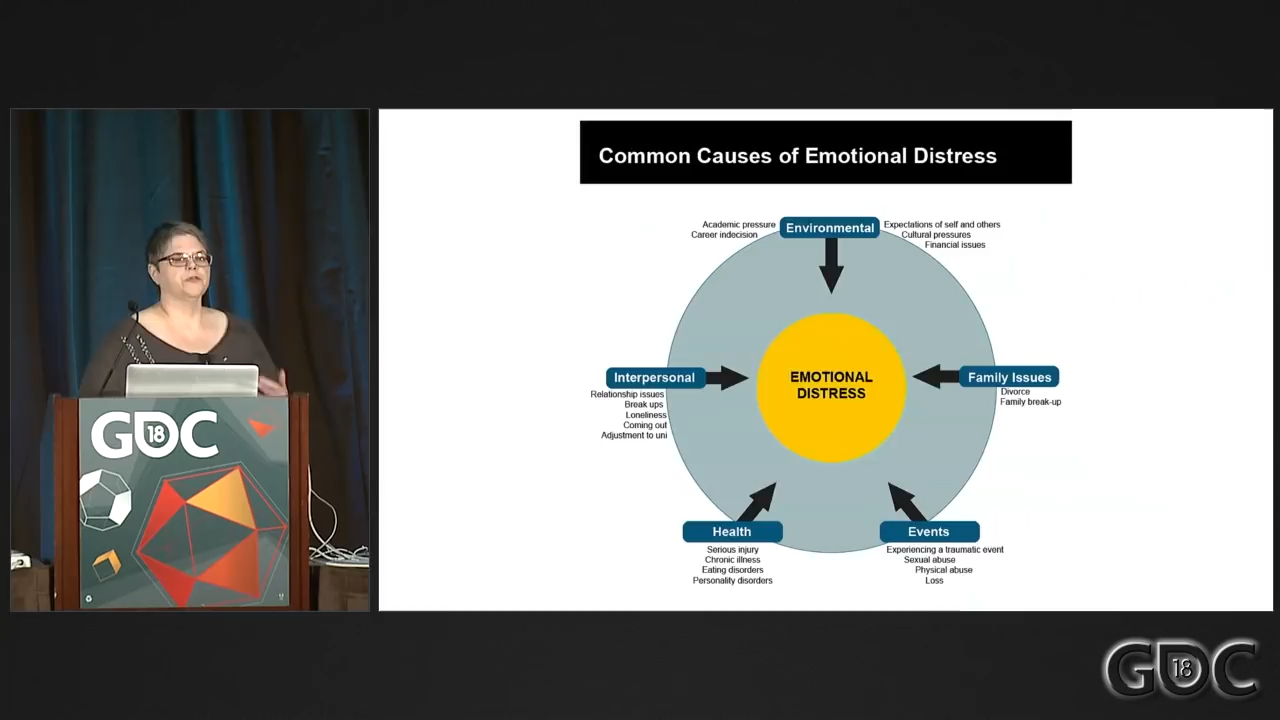 Common Causes of Emotional Distress
Academic pressure
Career indecision
Environmental
Expectations of self and others
Cultural pressures
Financial issues
Interpersonal
Relationship issues
Break ups
Loneliness
Coming out
Adjustment to uni
EMOTIONAL
DISTRESS
Family Issues
Divorce
Family break-up
Health
Serious injury
Chronic illness
Eating disorders
Personality disorders
Events
Experiencing a traumatic event
Sexual abuse
Physical abuse
Loss
GDC
18
GDC
18